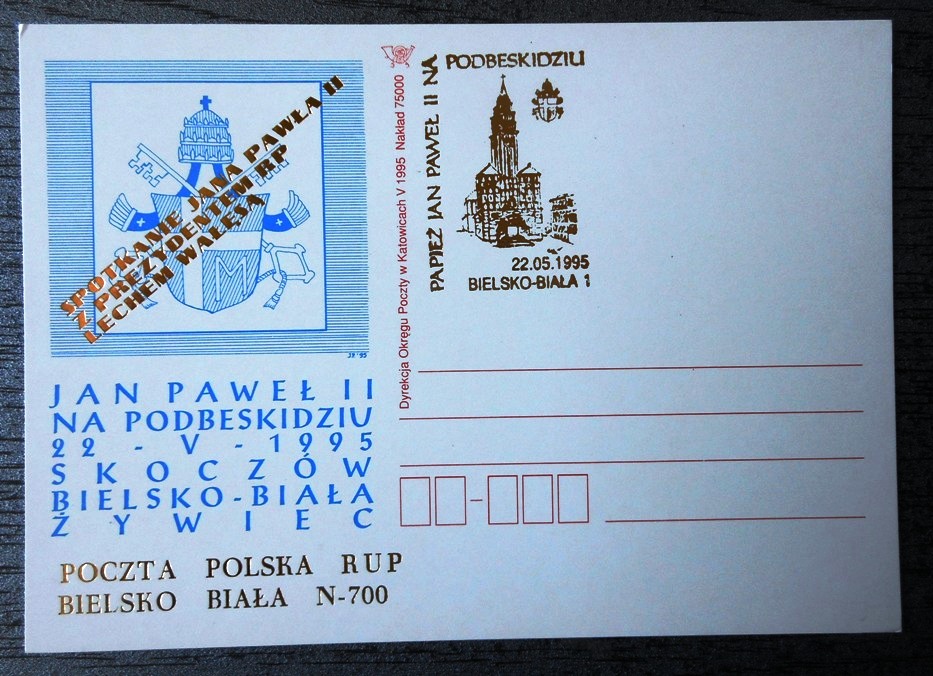 SPOTKANIE JANA PAWŁA II
Z PREZYDENTEM RP
LECHEM WAŁĘSĄ
M
JR '95
JAN PAWEŁ II
NA PODBESKIDZIU
22 - V - 1995
SKOCZÓW
BIELSKO-BIAŁA
ŻYWIEC
POCZTA POLSKA RUP
BIELSKO BIAŁA N-700
Dyrekcja Okręgu Poczty w Katowicach V 1995 Nakład 75000
PAPIEŻ JAN PAWEŁ II NA PODBESKIDZIU
22.05.1995
BIELSKO-BIAŁA 1